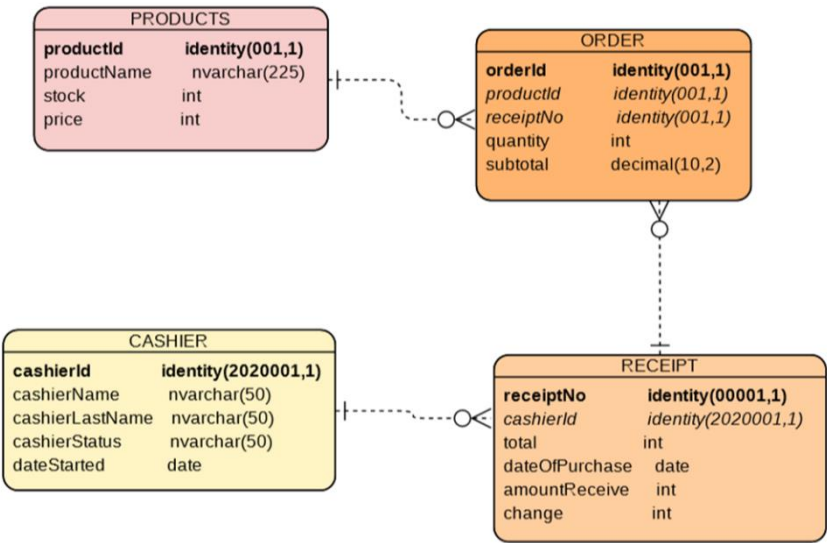 PRODUCTS
productId identity(001,1)
productName nvarchar(225)
stock int
price int
ORDER
orderId identity(001,1)
productId identity(001,1)
receiptNo identity(001,1)
quantity int
subtotal decimal(10,2)
CASHIER
cashierId identity(2020001,1)
cashierName nvarchar(50)
cashierLastName nvarchar(50)
cashierStatus nvarchar(50)
dateStarted date
RECEIPT
receiptNo identity(00001,1)
cashierId identity(2020001,1)
total int
dateOfPurchase date
amountReceive int
change int